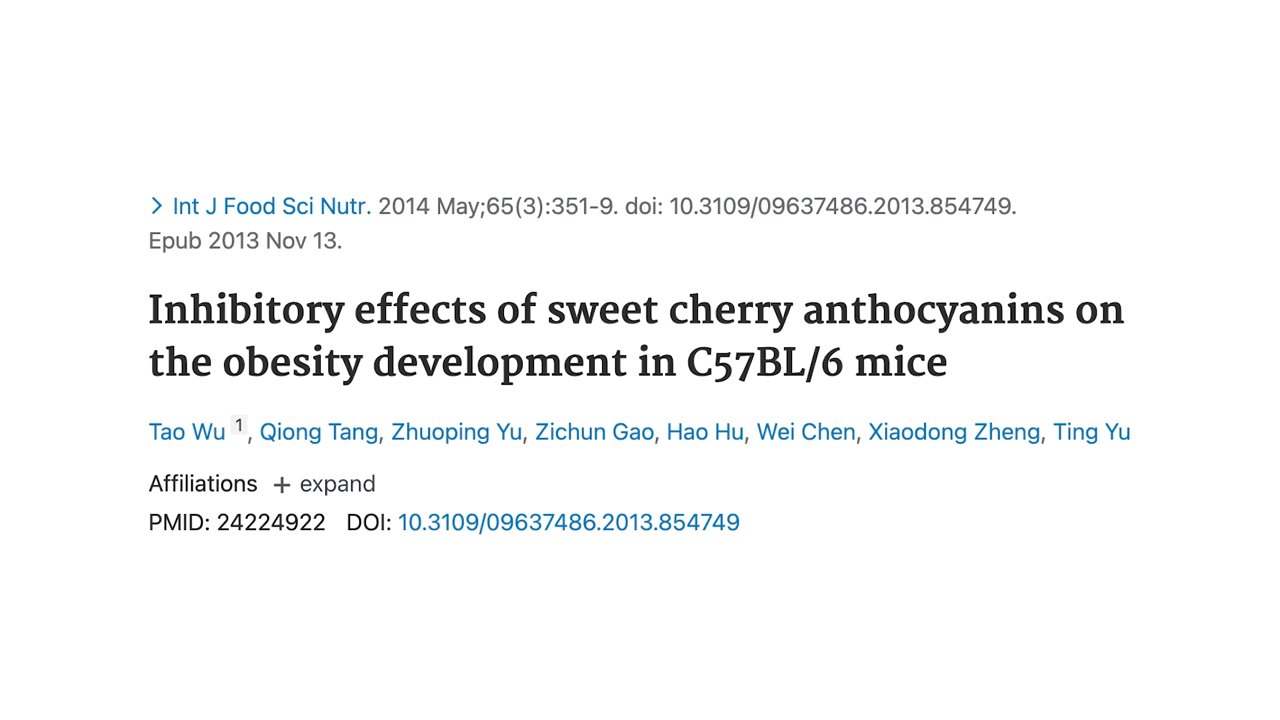 > Int J Food Sci Nutr. 2014 May;65(3):351-9. doi: 10.3109/09637486.2013.854749.
Epub 2013 Nov 13.
Inhibitory effects of sweet cherry anthocyanins on
the obesity development in C57BL/6 mice
Tao Wu 1, Qiong Tang, Zhuoping Yu, Zichun Gao, Hao Hu, Wei Chen, Xiaodong Zheng, Ting Yu
Affiliations + expand
PMID: 24224922 DOI: 10.3109/09637486.2013.854749